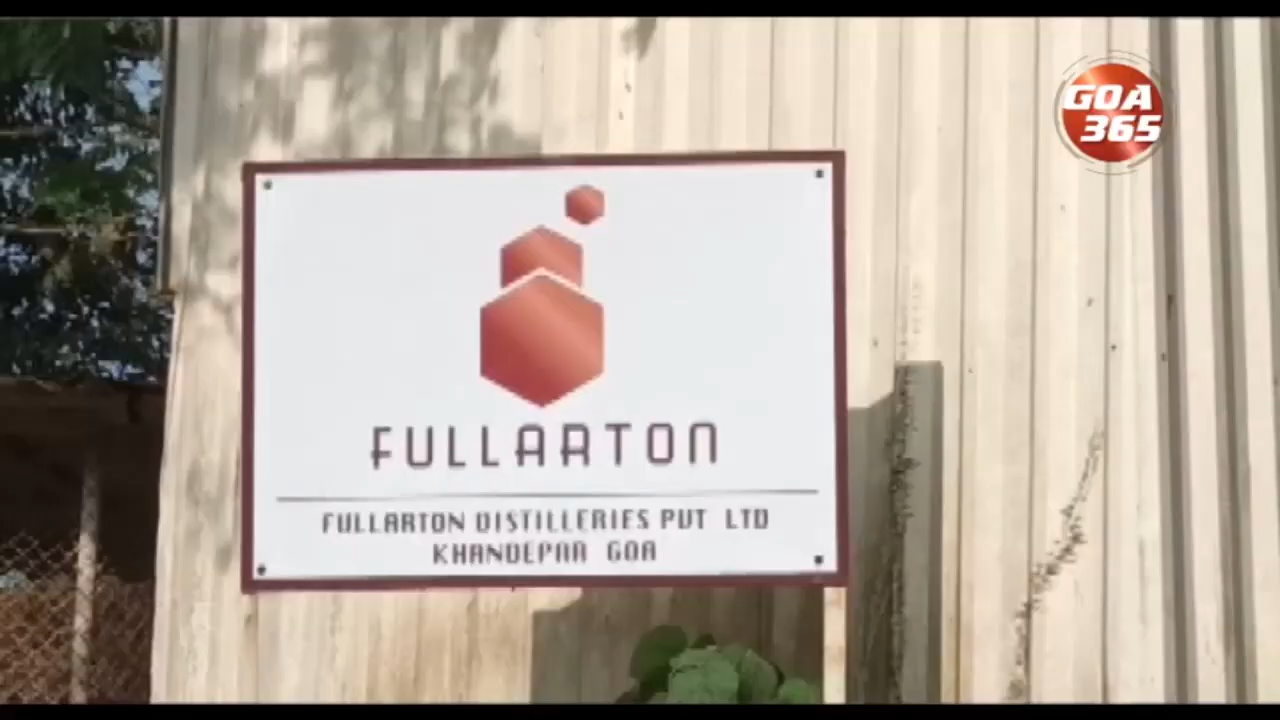 GOA
365
FULLARTON
FULLARTON DISTILLERIES PVT LTD
KHANDEPAR GOA